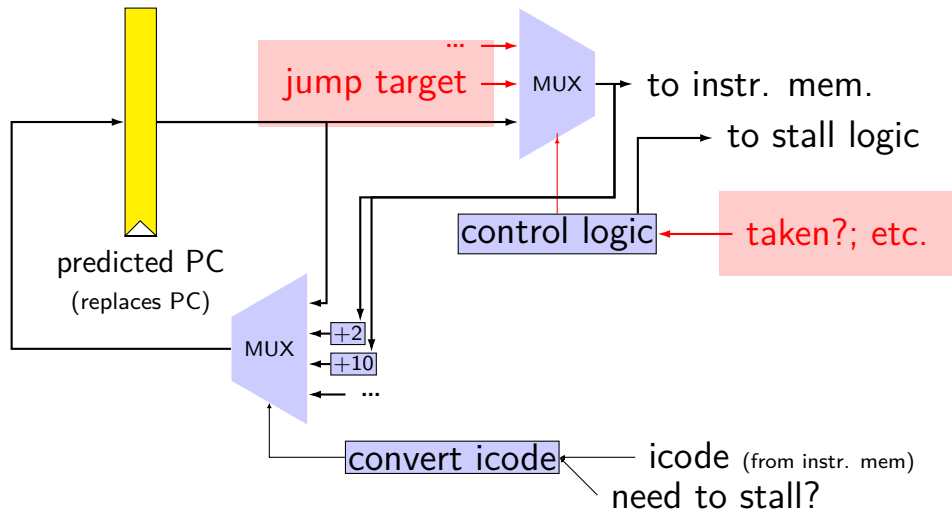 ...
jump target
MUX
to instr. mem.
to stall logic
control logic
taken?; etc.
predicted PC
(replaces PC)
MUX
+2
+10
...
convert icode
icode (from instr. mem)
need to stall?